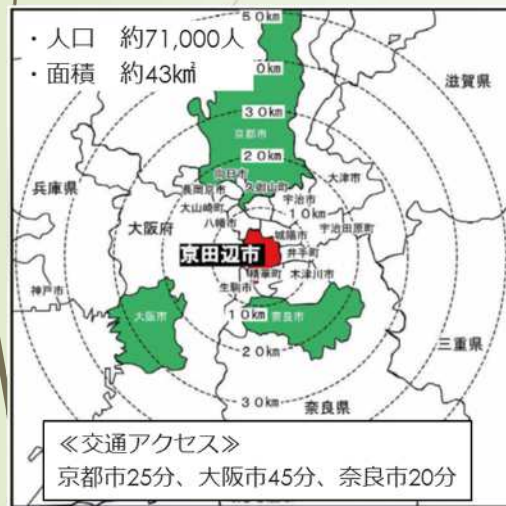 ・人口　約71,000人
・面積　約43㎢
50km
0km
30km
20km
10km
滋賀県
京都市
向日市
久御山町
長岡京市
大山崎町
八幡市
宇治市
大津市
兵庫県
大阪府
城陽市
宇治田原町
京田辺市
井手町
精華町
木津川市
生駒市
神戸市
大阪市
奈良市
10km
20km
三重県
30km
奈良県
≪交通アクセス≫
京都市25分、大阪市45分、奈良市20分